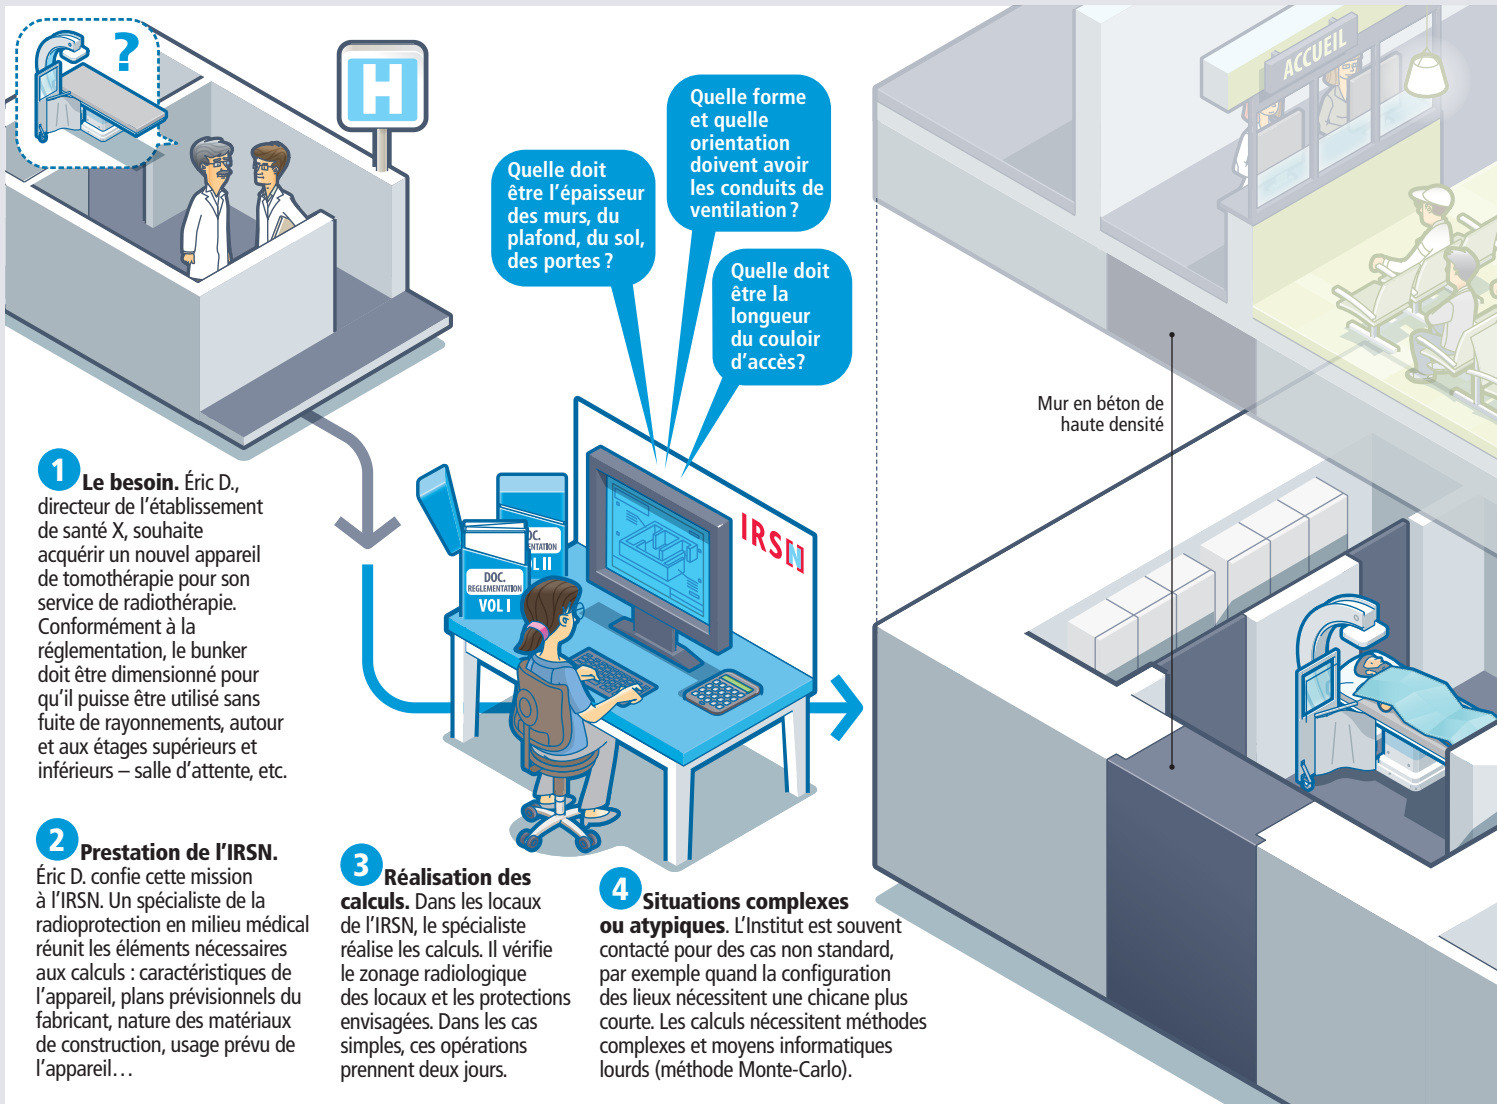 ?
H
ACCUEIL
Quelle doit
être l’épaisseur
des murs, du
plafond, du sol,
des portes ?
Quelle forme
et quelle
orientation
doivent avoir
les conduits de
ventilation ?
Quelle doit
être la
longueur
du couloir
d’accès?
Mur en béton de
haute densité
IRSN
DOC.
REGLEMENTATION
VOL I
OC.
ENTATION
L II
1 Le besoin. Éric D.,
directeur de l’établissement
de santé X, souhaite
acquérir un nouvel appareil
de tomothérapie pour son
service de radiothérapie.
Conformément à la
réglementation, le bunker
doit être dimensionné pour
qu’il puisse être utilisé sans
fuite de rayonnements, autour
et aux étages supérieurs et
inférieurs – salle d’attente, etc.
2 Prestation de l’IRSN.
Éric D. confie cette mission
à l’IRSN. Un spécialiste de la
radioprotection en milieu médical
réunit les éléments nécessaires
aux calculs : caractéristiques de
l’appareil, plans prévisionnels du
fabricant, nature des matériaux
de construction, usage prévu de
l’appareil…
3 Réalisation des
calculs. Dans les locaux
de l’IRSN, le spécialiste
réalise les calculs. Il vérifie
le zonage radiologique
des locaux et les protections
envisagées. Dans les cas
simples, ces opérations
prennent deux jours.
4 Situations complexes
ou atypiques. L’Institut est souvent
contacté pour des cas non standard,
par exemple quand la configuration
des lieux nécessitent une chicane plus
courte. Les calculs nécessitent méthodes
complexes et moyens informatiques
lourds (méthode Monte-Carlo).